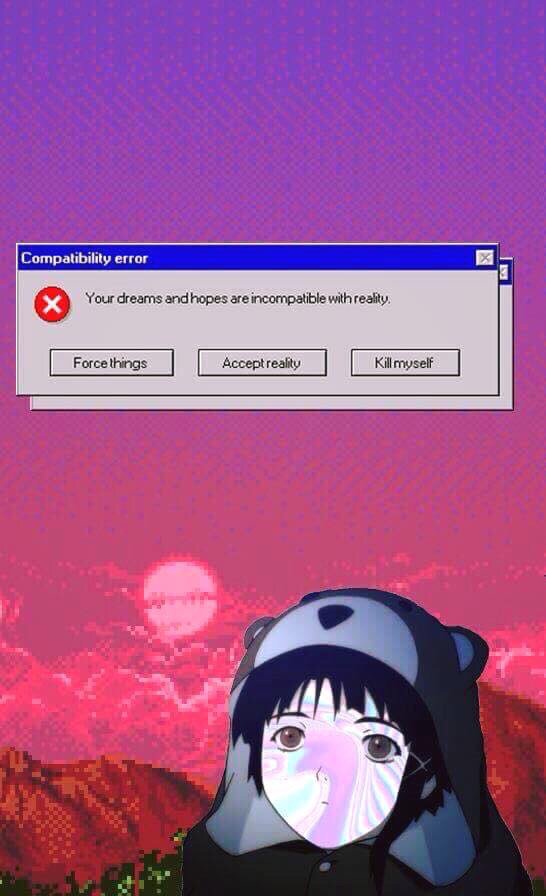 Compatibility error
Your dreams and hopes are incompatible with reality.
Force things Accept reality Kill myself